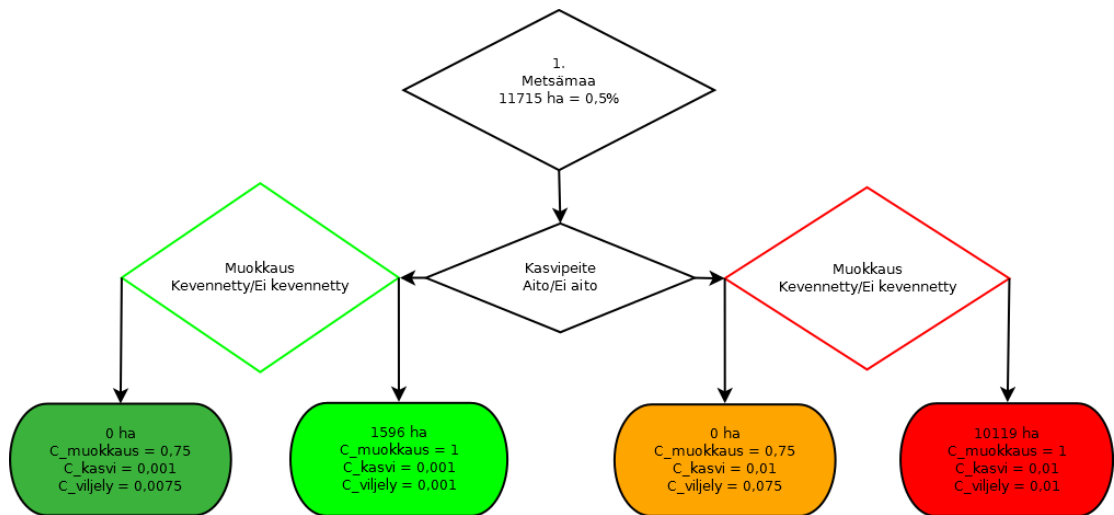 1.
Metsämaa
11715 ha = 0,5%
Muokkaus
Kevennetty/Ei kevennetty
Kasvipeite
Aito/Ei aito
Muokkaus
Kevennetty/Ei kevennetty
0 ha
C_muokkaus = 0,75
C_kasvi = 0,001
C_viljely = 0,0075
1596 ha
C_muokkaus = 1
C_kasvi = 0,001
C_viljely = 0,001
0 ha
C_muokkaus = 0,75
C_kasvi = 0,01
C_viljely = 0,075
10119 ha
C_muokkaus = 1
C_kasvi = 0,01
C_viljely = 0,01